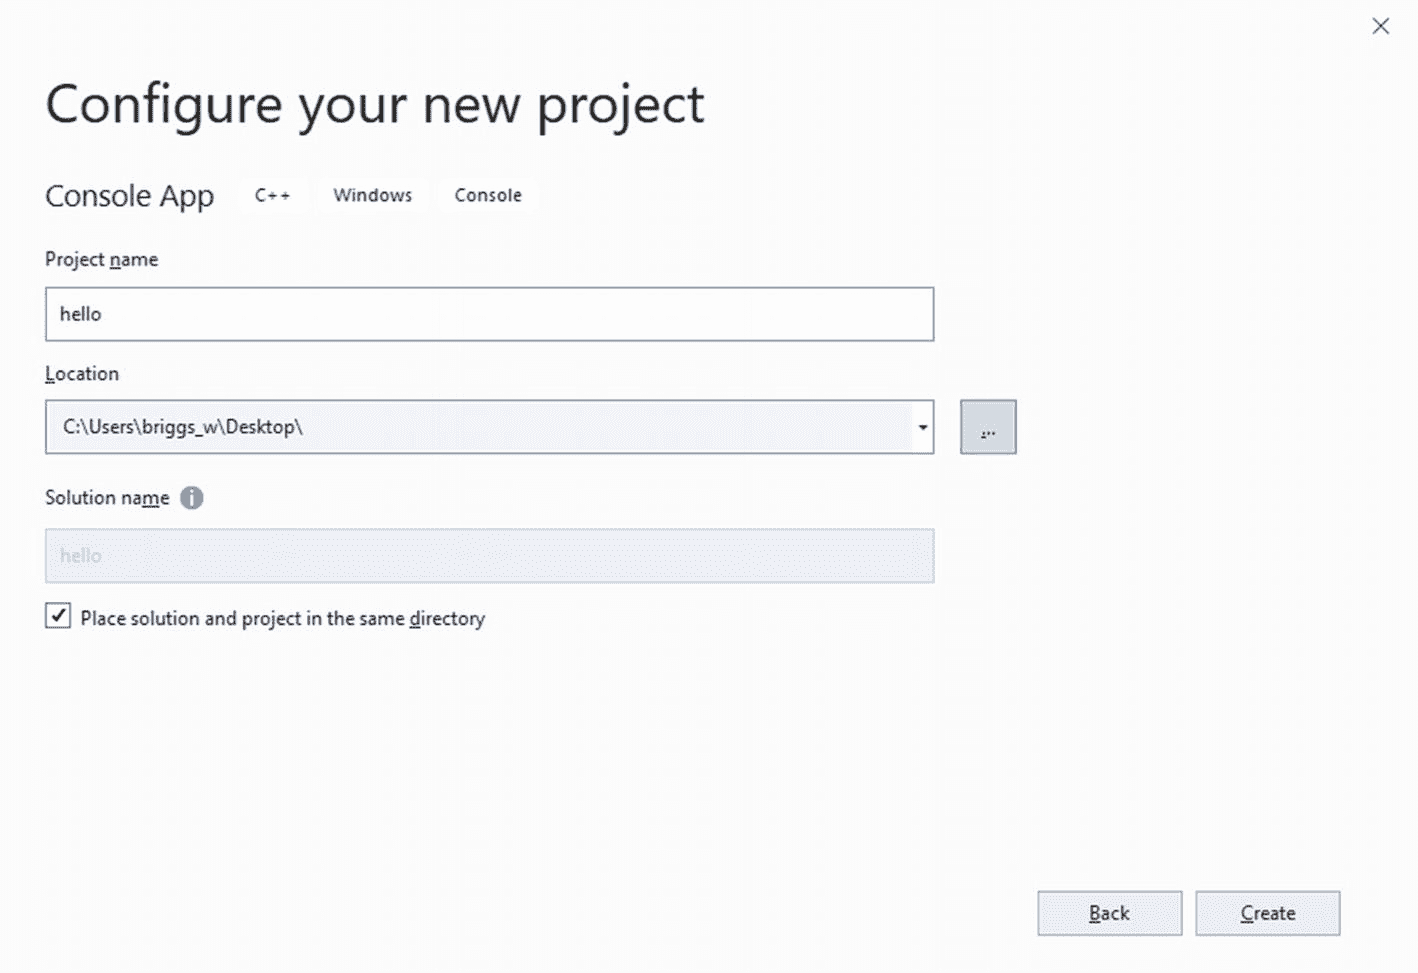 Configure your new project
Console App C++ Windows Console
Project name
hello
Location
C:\Users\briggs_w\Desktop\
...
Solution name i
hello
Place solution and project in the same directory
Back Create